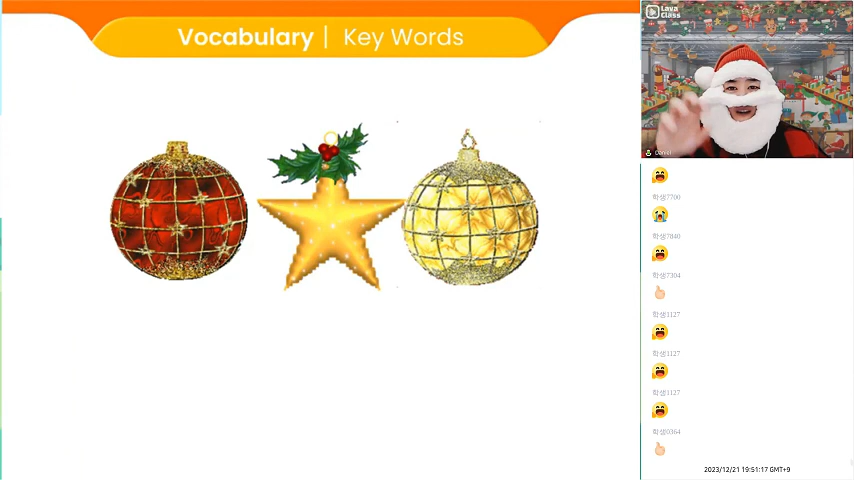 Vocabulary | Key Words
Lava
Class
Daniel
학생7700
학생7840
학생7304
학생1127
학생1127
학생1127
학생0364
2023/12/21 19:51:17 GMT+9